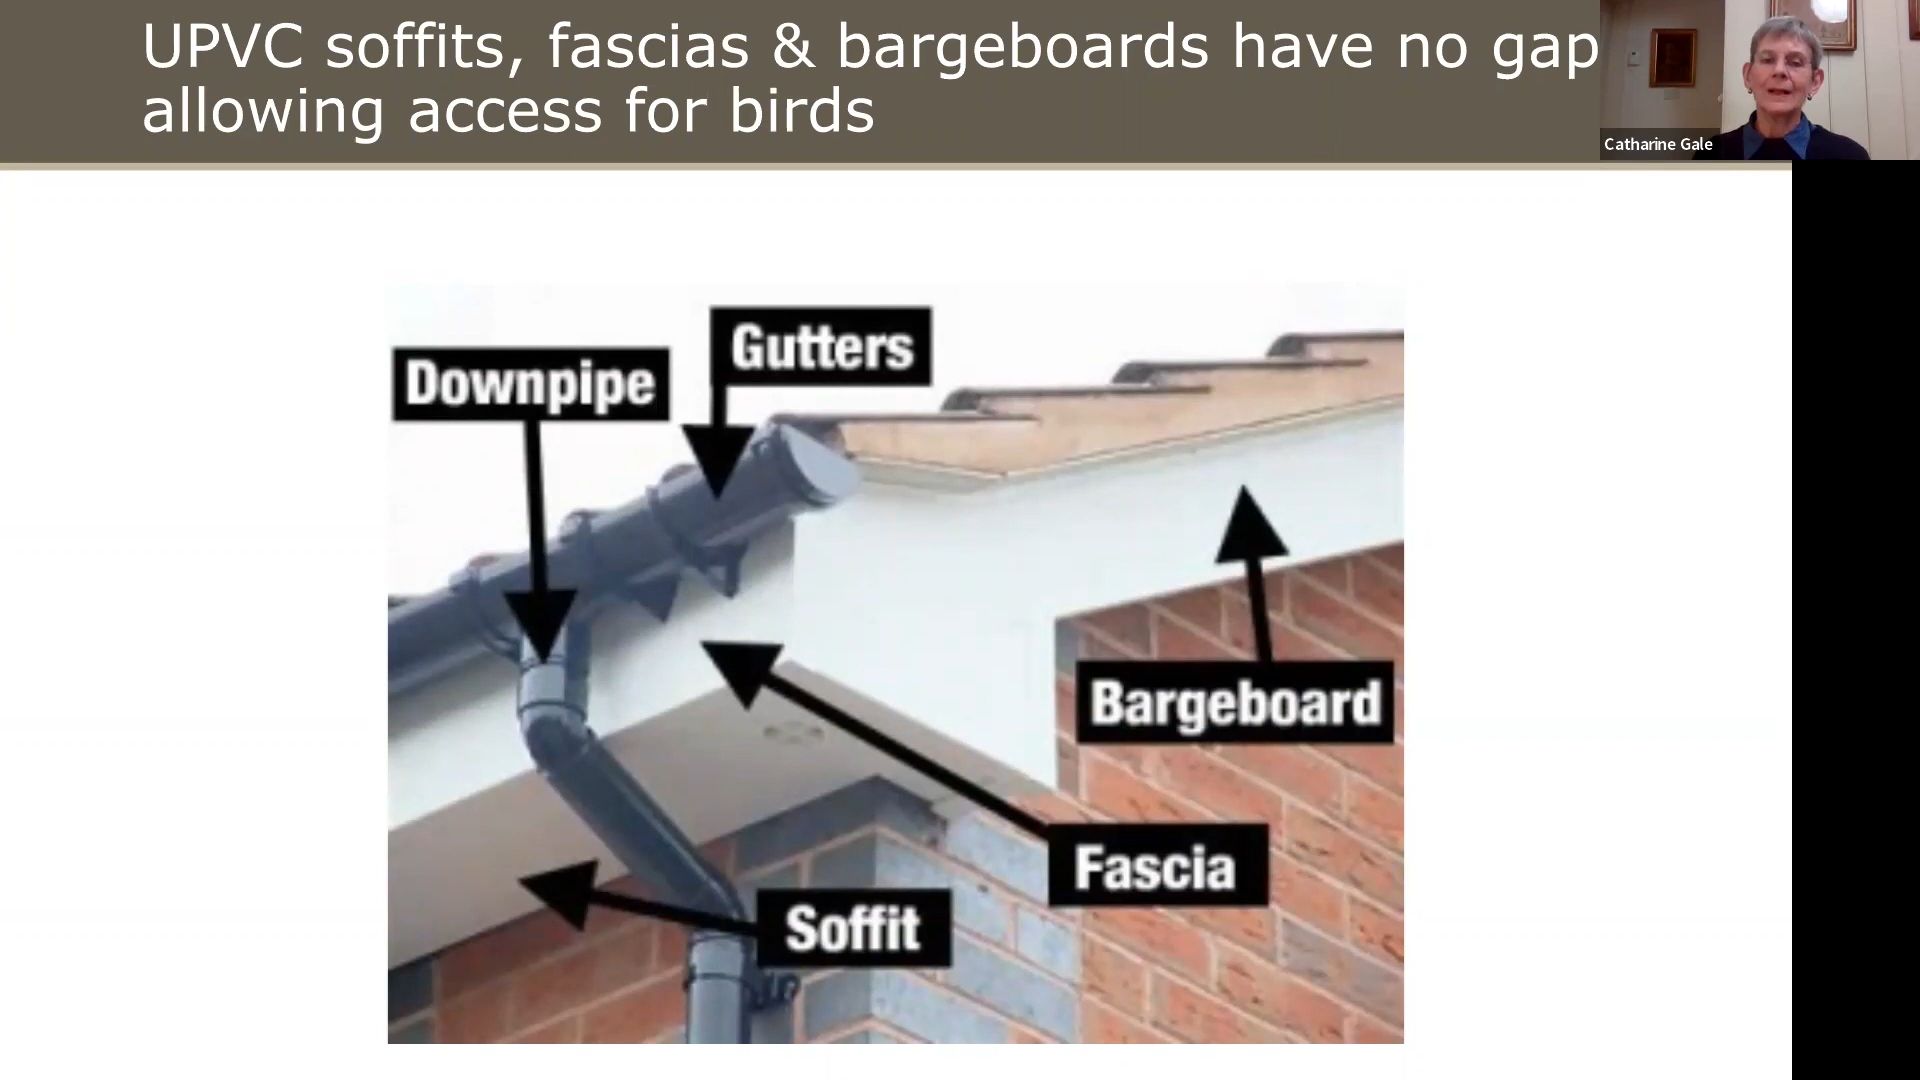 UPVC soffits, fascias & bargeboards have no gap
allowing access for birds
Catharine Gale
Gutters
Downpipe
Bargeboard
Fascia
Soffit